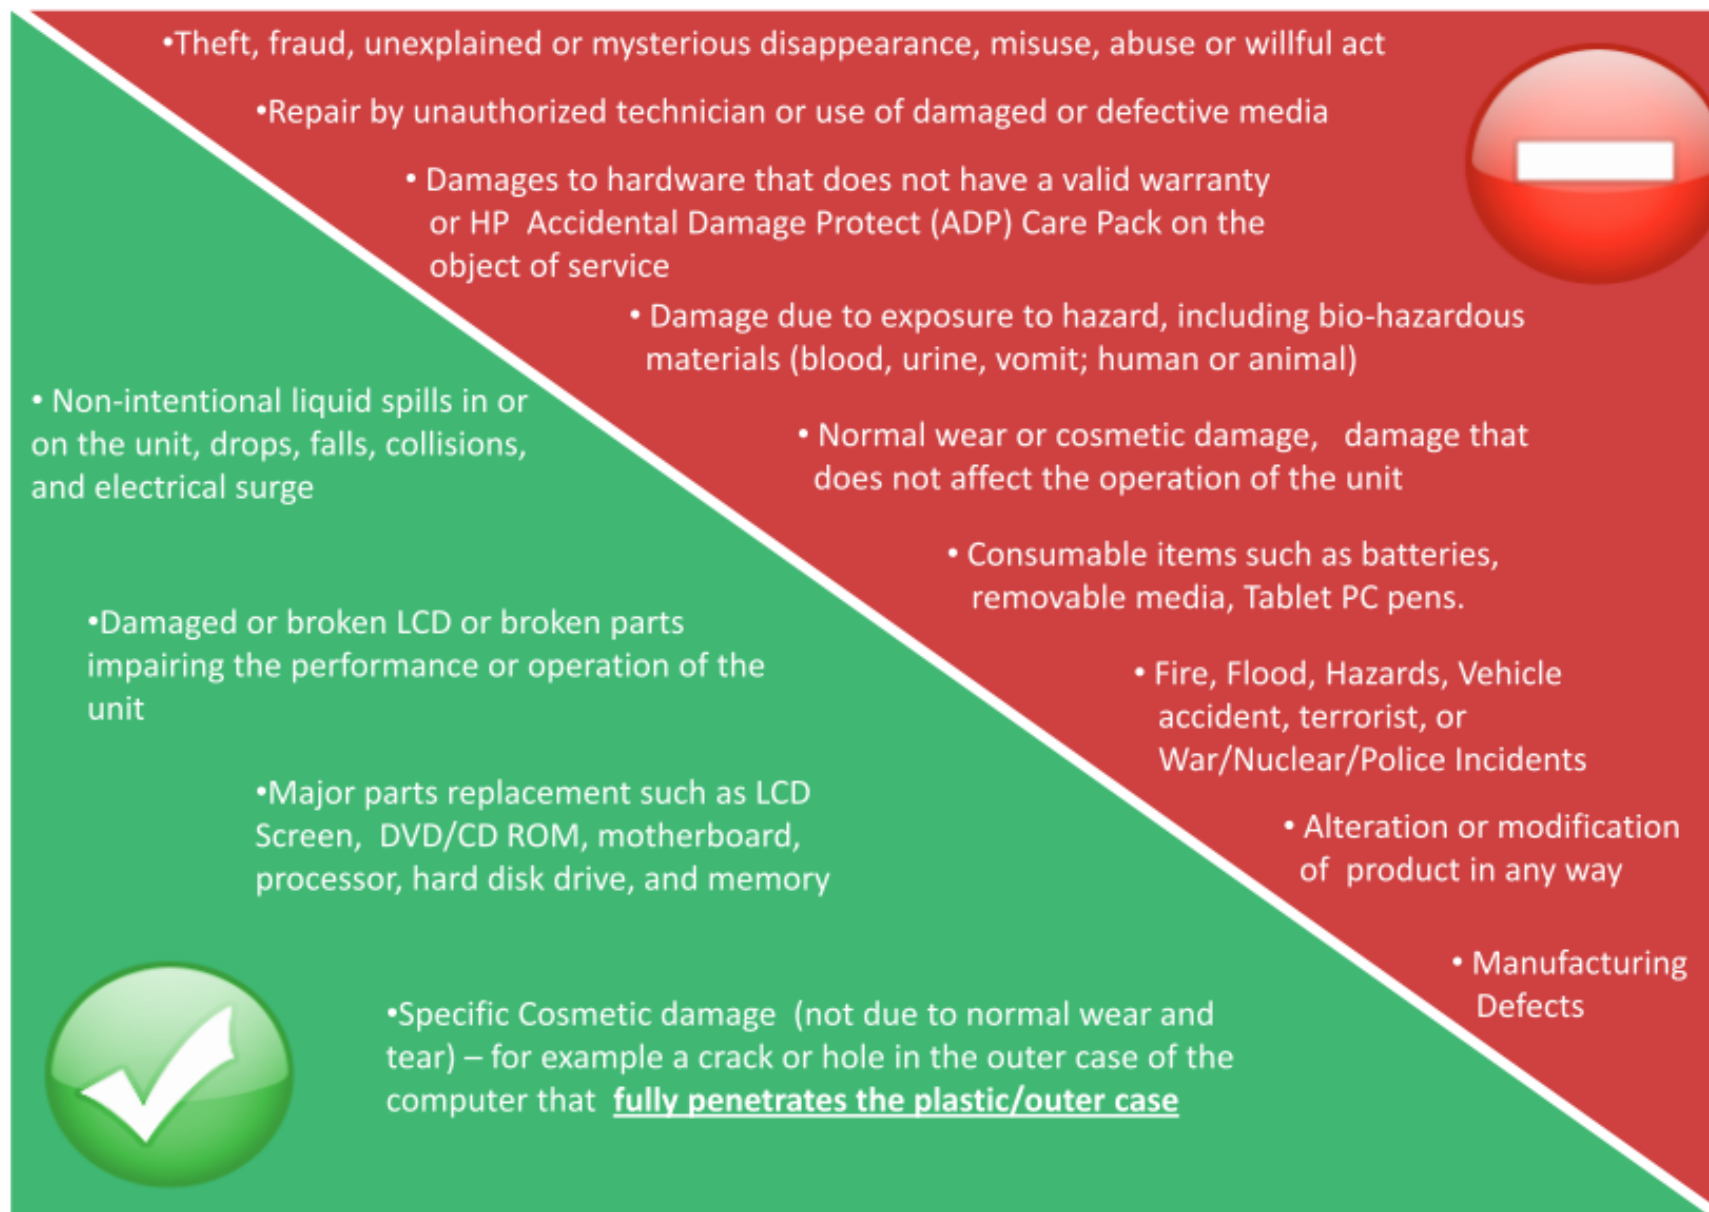 •Theft, fraud, unexplained or mysterious disappearance, misuse, abuse or willful act
•Repair by unauthorized technician or use of damaged or defective media
• Damages to hardware that does not have a valid warranty
or HP Accidental Damage Protect (ADP) Care Pack on the
object of service
• Damage due to exposure to hazard, including bio-hazardous
materials (blood, urine, vomit; human or animal)
• Normal wear or cosmetic damage, damage that
does not affect the operation of the unit
• Consumable items such as batteries,
removable media, Tablet PC pens.
• Fire, Flood, Hazards, Vehicle
accident, terrorist, or
War/Nuclear/Police Incidents
• Alteration or modification
of product in any way
• Manufacturing
Defects
• Non-intentional liquid spills in or
on the unit, drops, falls, collisions,
and electrical surge
•Damaged or broken LCD or broken parts
impairing the performance or operation of the
unit
•Major parts replacement such as LCD
Screen, DVD/CD ROM, motherboard,
processor, hard disk drive, and memory
•Specific Cosmetic damage (not due to normal wear and
tear) – for example a crack or hole in the outer case of the
computer that fully penetrates the plastic/outer case